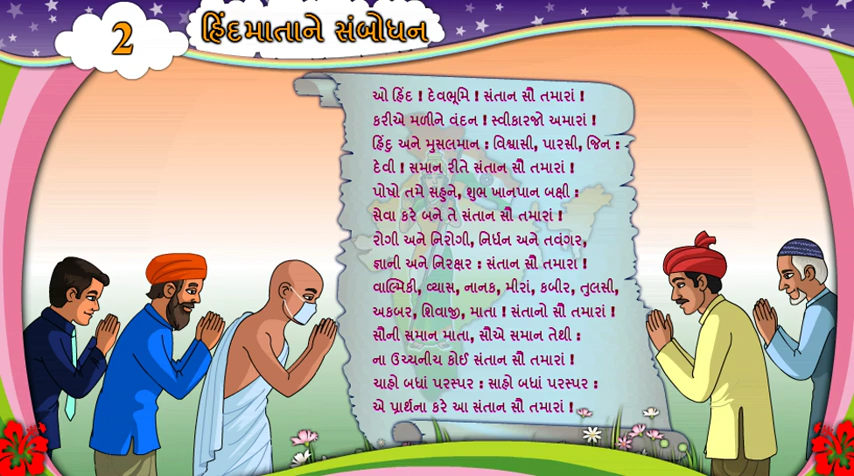 2
હિંદમાતાને સંબોધન
ઓ હિંદ ! દેવભૂમિ ! સંતાન સૌ તમારાં !
કરીએ મળીને વંદન ! સ્વીકારજો અમારાં !
હિંદુ અને મુસલમાન : વિશ્વાસી, પારસી, જિન :
દેવી ! સમાન રીતે સંતાન સૌ તમારાં !
પોષો તમે સહુને, શુભ ખાનપાન બક્ષી :
સેવા કરે બને તે સંતાન સૌ તમારાં !
રોગી અને નિરોગી, નિર્ધન અને તવંગર,
જ્ઞાની અને નિરક્ષર : સંતાન સૌ તમારા !
વાલ્મિકી, વ્યાસ, નાનક, મીરાં, કબીર, તુલસી,
અકબર, શિવાજી, માતા ! સંતાનો સૌ તમારાં !
સૌની સમાન માતા, સૌએ સમાન તેથી :
ના ઉચ્ચનીચ કોઈ સંતાન સૌ તમારાં !
ચાહો બધાં પરસ્પર : સાહો બધાં પરસ્પર :
એ પ્રાર્થના કરે આ સંતાન સૌ તમારાં !